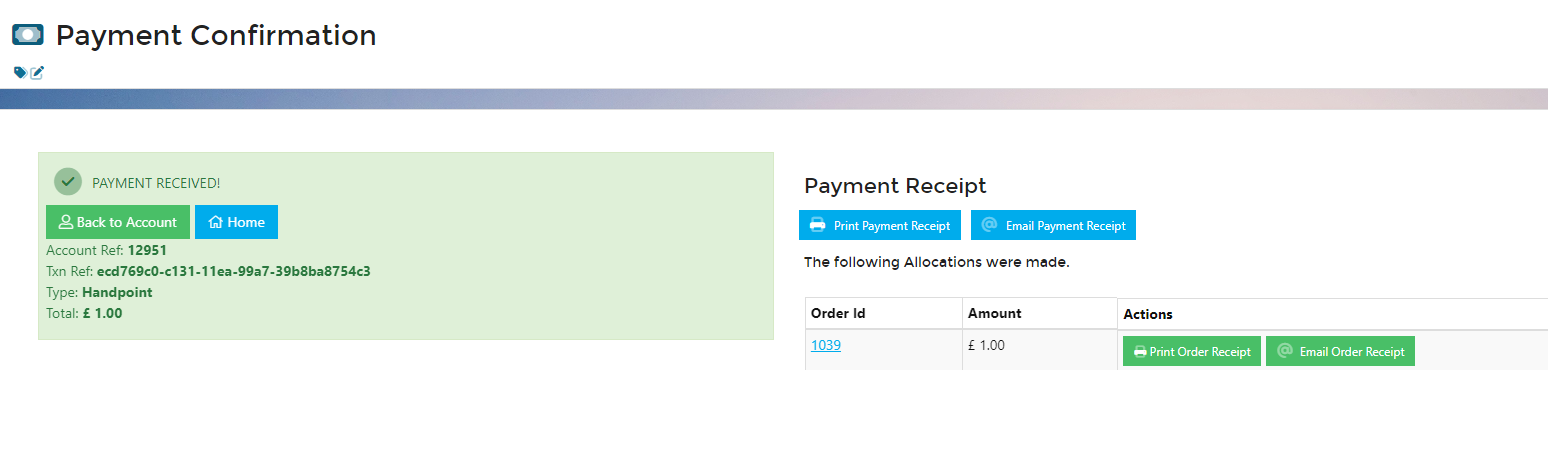 Payment Confirmation
PAYMENT RECEIVED!
Back to Account Home
Account Ref: 12951
Txn Ref: ecd769c0-c131-11ea-99a7-39b8ba8754c3
Type: Handpoint
Total: £ 1.00
Payment Receipt
Print Payment Receipt @ Email Payment Receipt
The following Allocations were made.
Order Id Amount Actions
1039 £ 1.00 Print Order Receipt @ Email Order Receipt